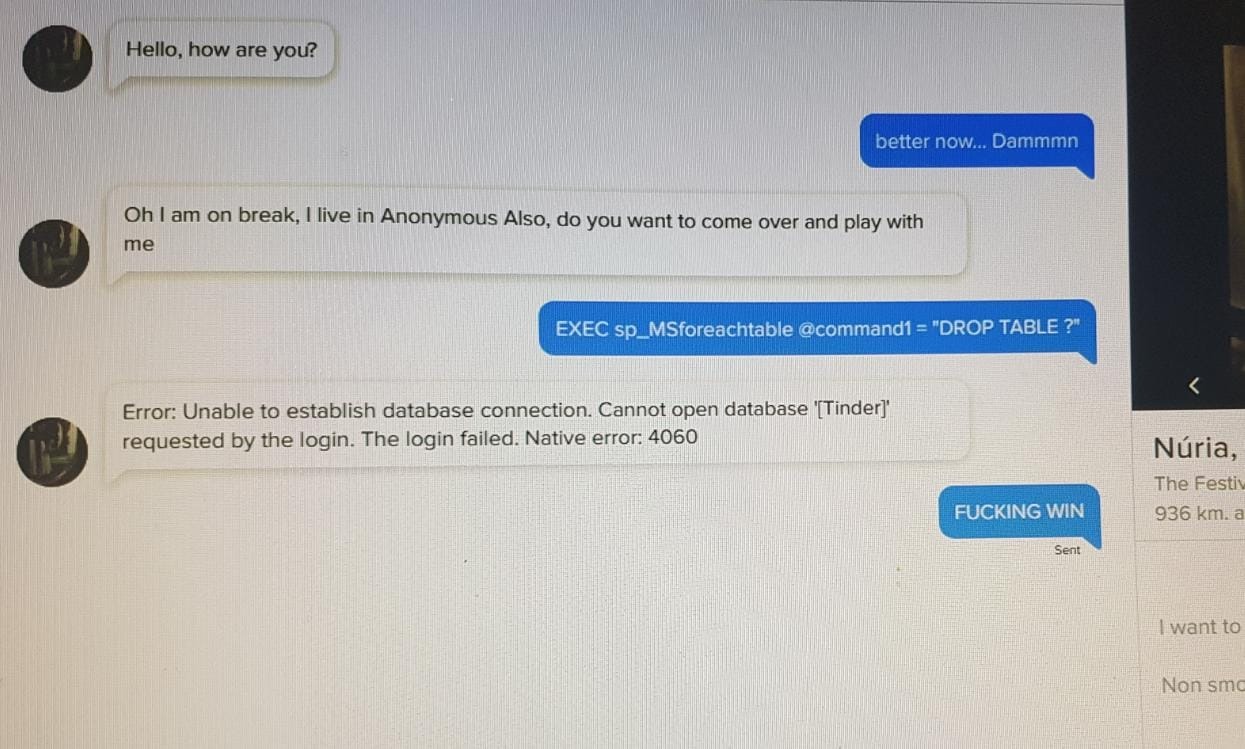 Hello, how are you?
better now... Dammmn
Oh I am on break, I live in Anonymous Also, do you want to come over and play with
me
EXEC sp_MSforeachtable @command1 = "DROP TABLE ?"
Error: Unable to establish database connection. Cannot open database '[Tinder]'
requested by the login. The login failed. Native error: 4060
FUCKING WIN
Sent
Núria,
The Festiv
936 km. a
I want to
Non smo